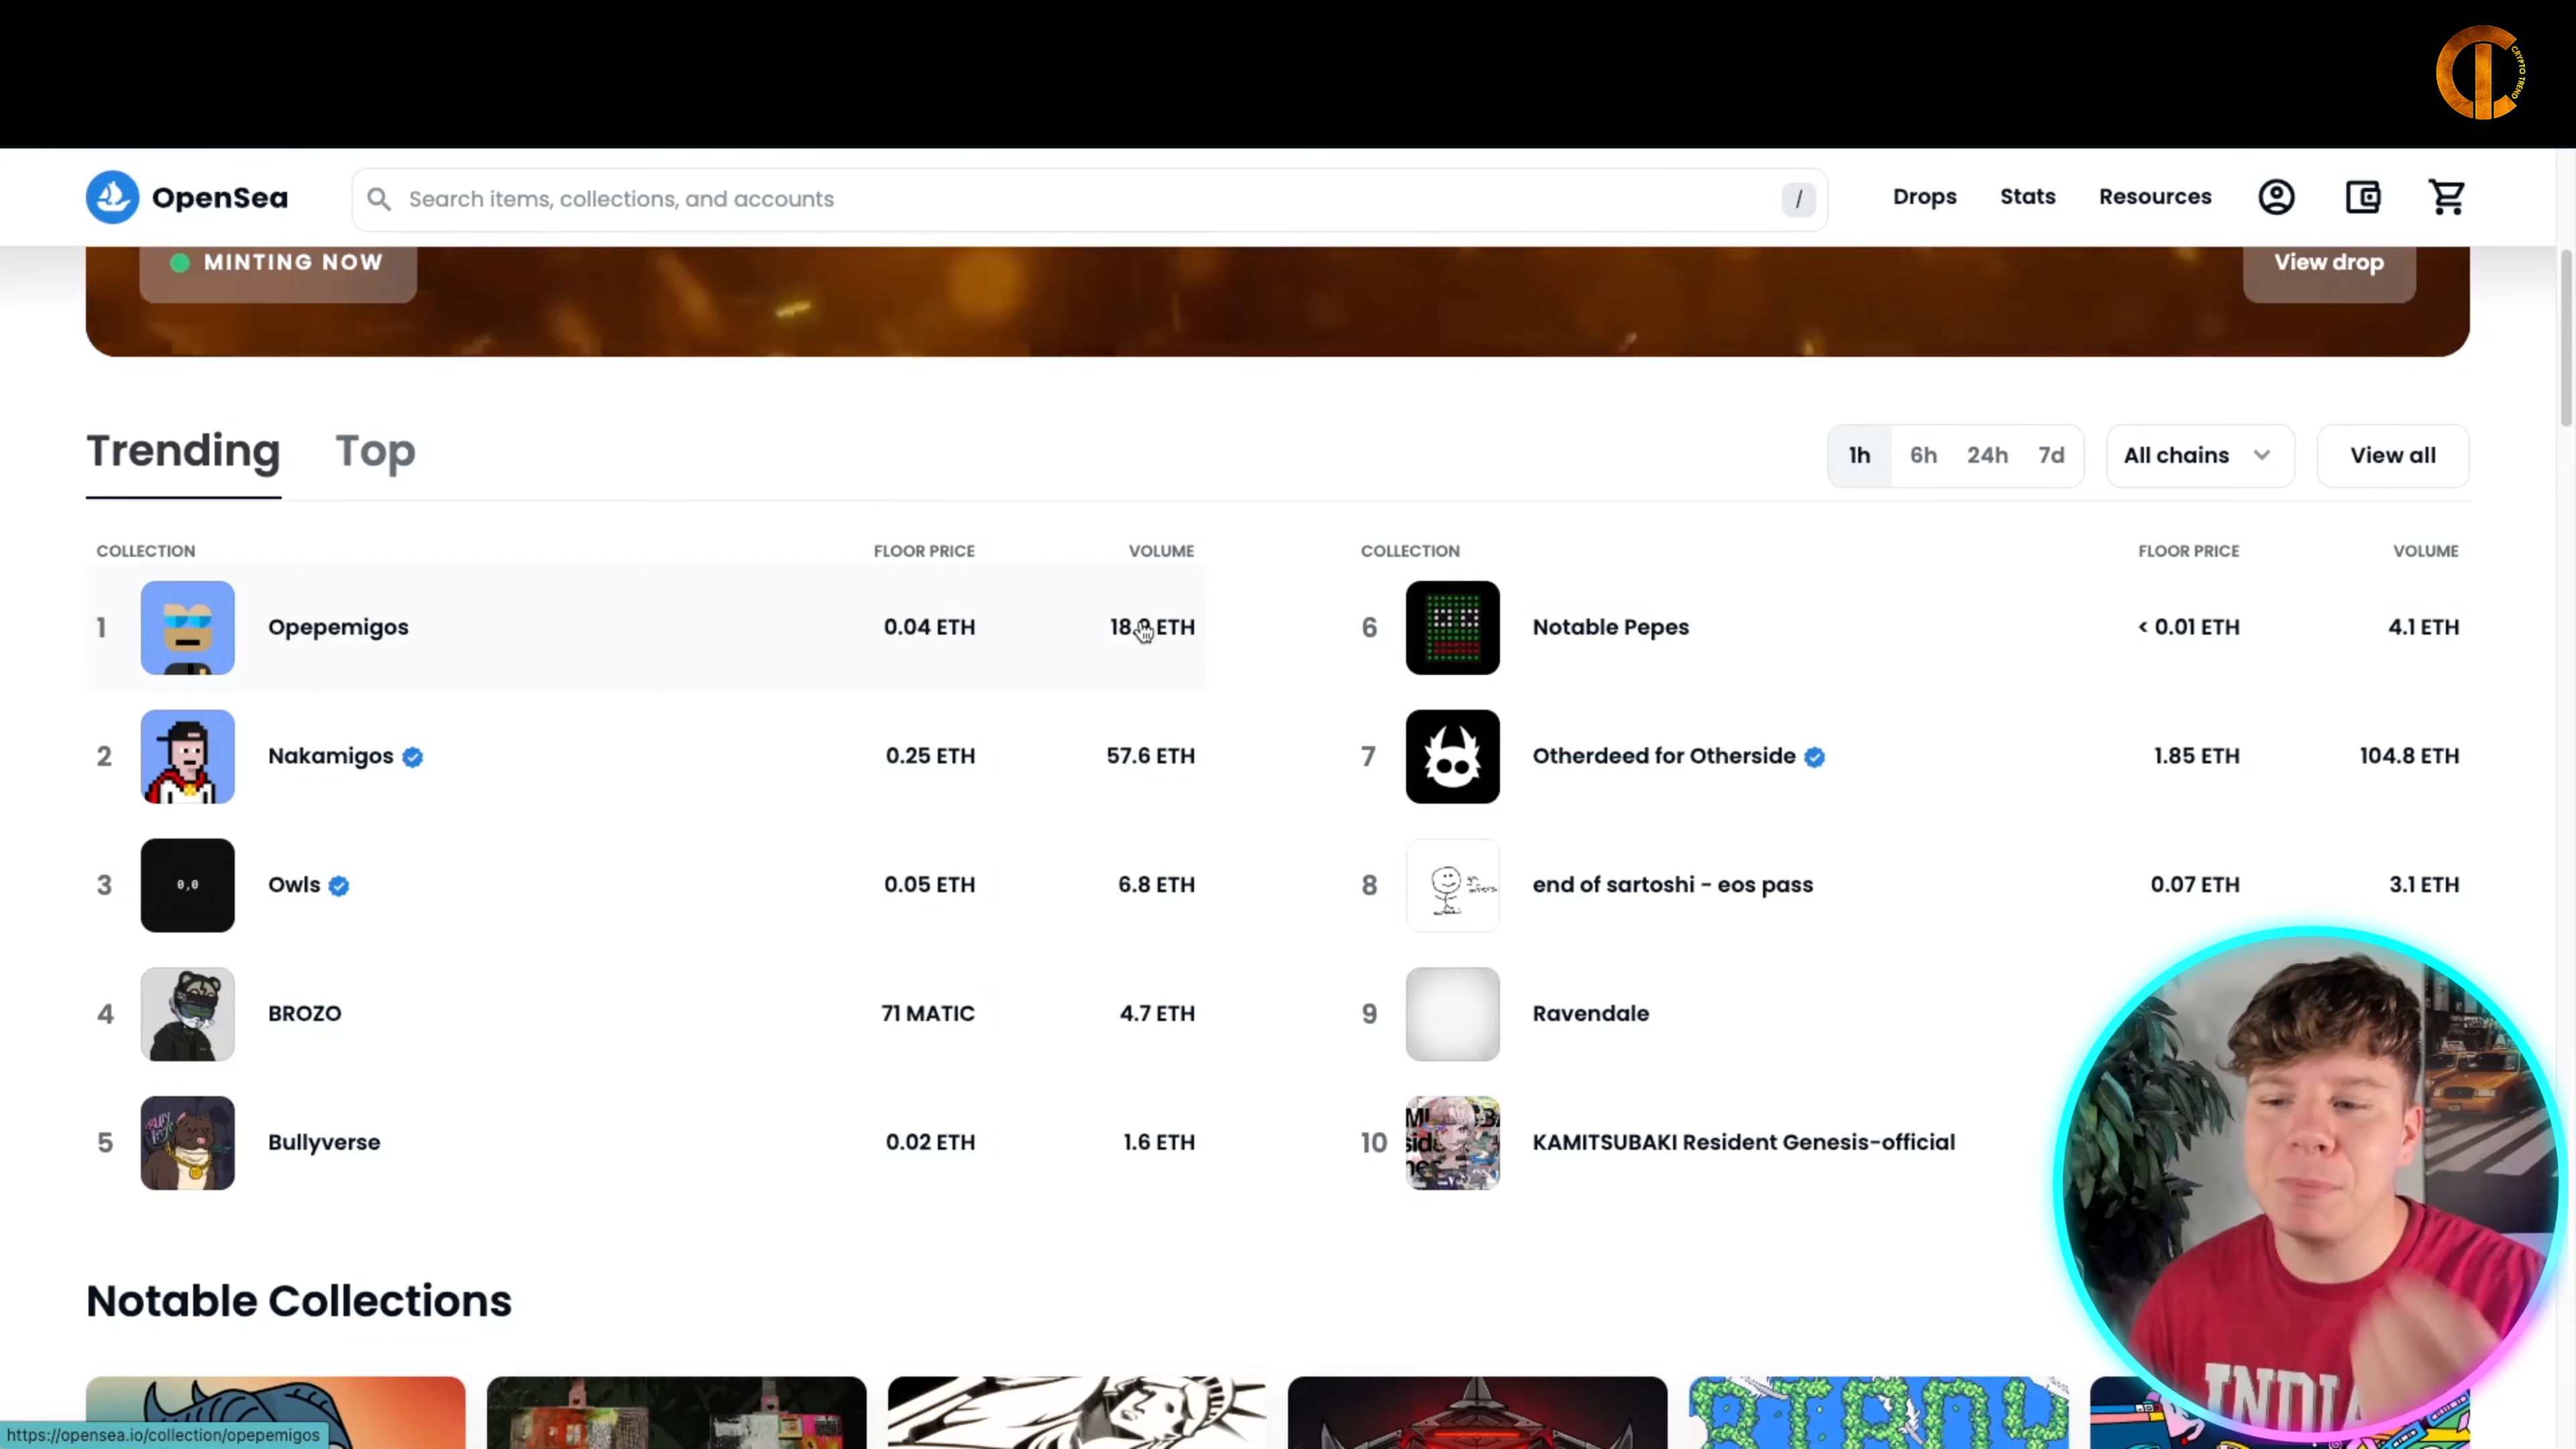 CRYPTO TREND
OpenSea
Search items, collections, and accounts
/
Drops
Stats
Resources
MINTING NOW
View drop
Trending
Top
1h
6h
24h
7d
All chains
View all
COLLECTION FLOOR PRICE VOLUME
1 Opepemigos 0.04 ETH ETH
2 Nakamigos 0.25 ETH 57.6 ETH
3 0,0 Owls 0.05 ETH 6.8 ETH
4 BROZO 71 MATIC 4.7 ETH
5 Bullyverse 0.02 ETH 1.6 ETH
COLLECTION FLOOR PRICE VOLUME
6 Notable Pepes < 0.01 ETH 4.1 ETH
7 Otherdeed for Otherside 1.85 ETH 104.8 ETH
8 end of sartoshi - eos pass 0.07 ETH 3.1 ETH
9 Ravendale
10 KAMITSUBAKI Resident Genesis-official
Notable Collections
https://opensea.io/collection/opepemigos